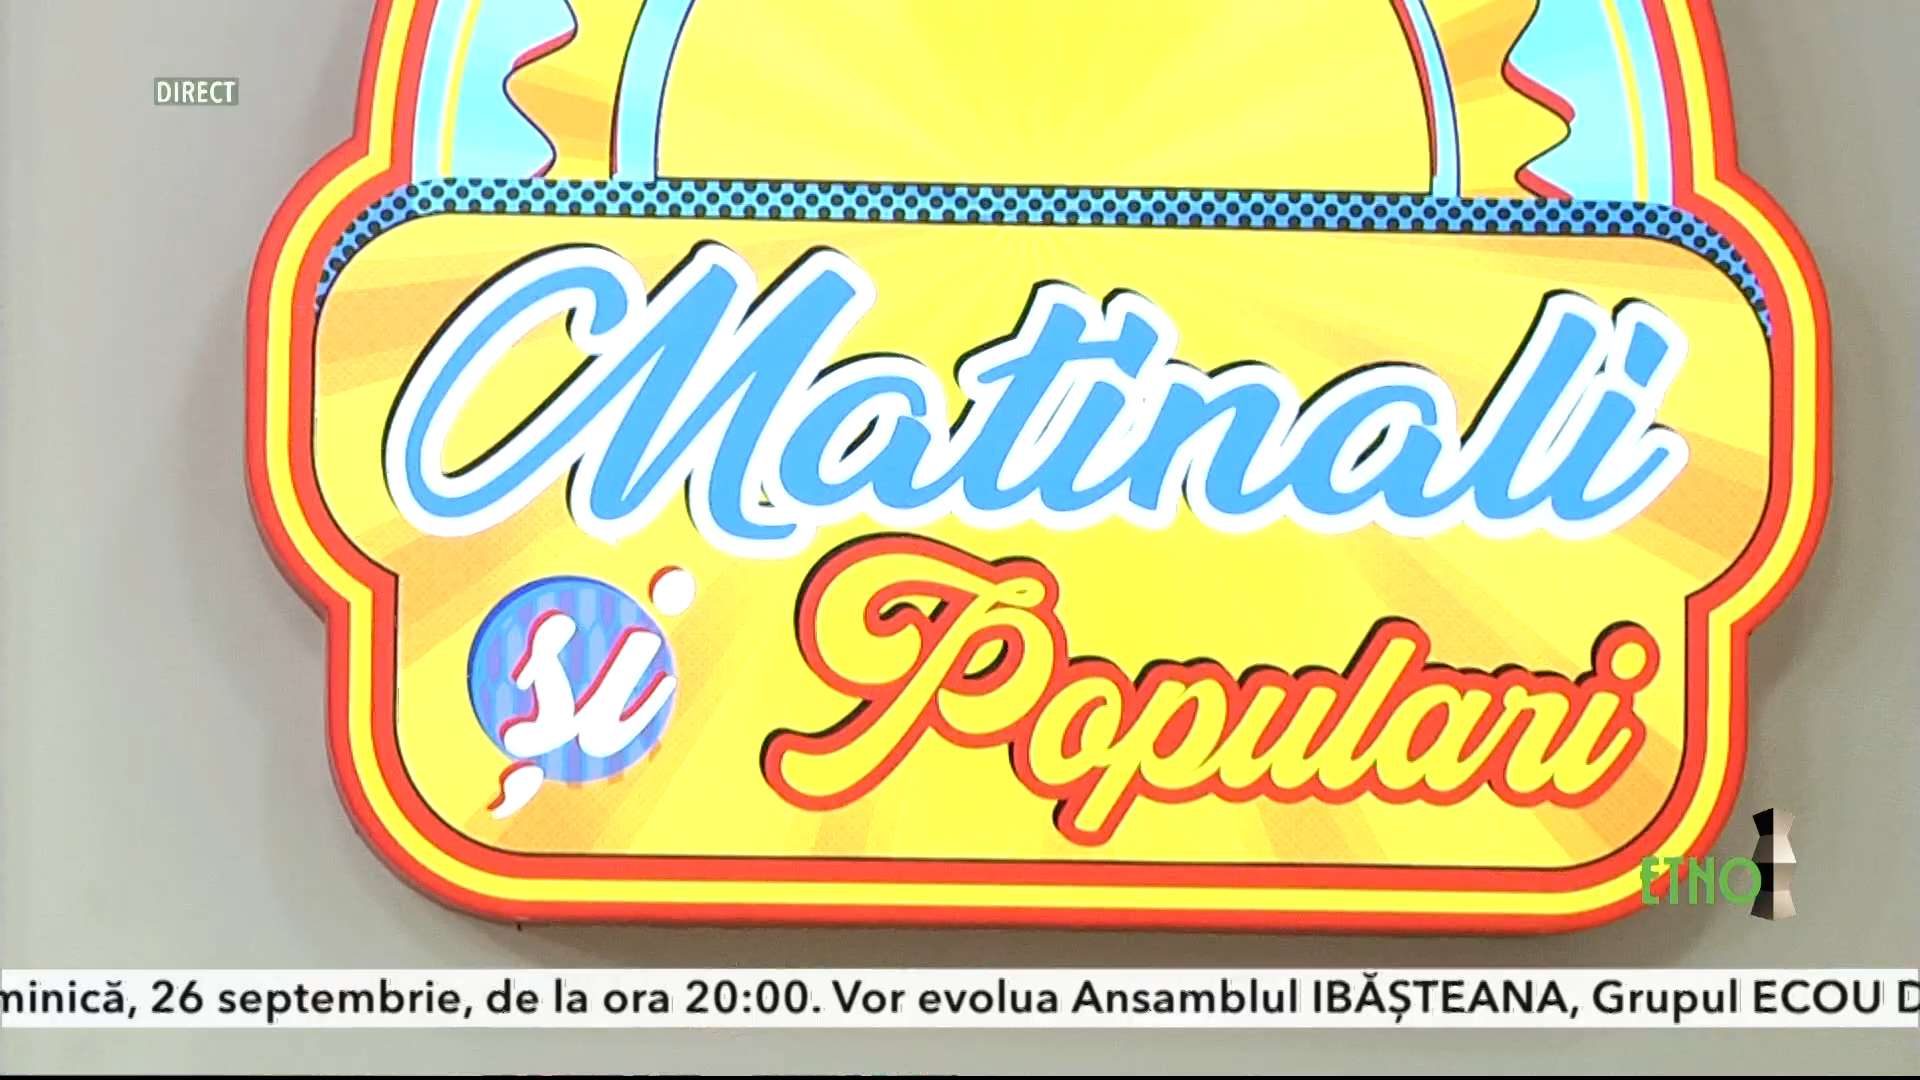 DIRECT
Matinali
și Populari
ETNO
minică, 26 septembrie, de la ora 20:00. Vor evolua Ansamblul IBĂȘTEANA, Grupul ECOU D